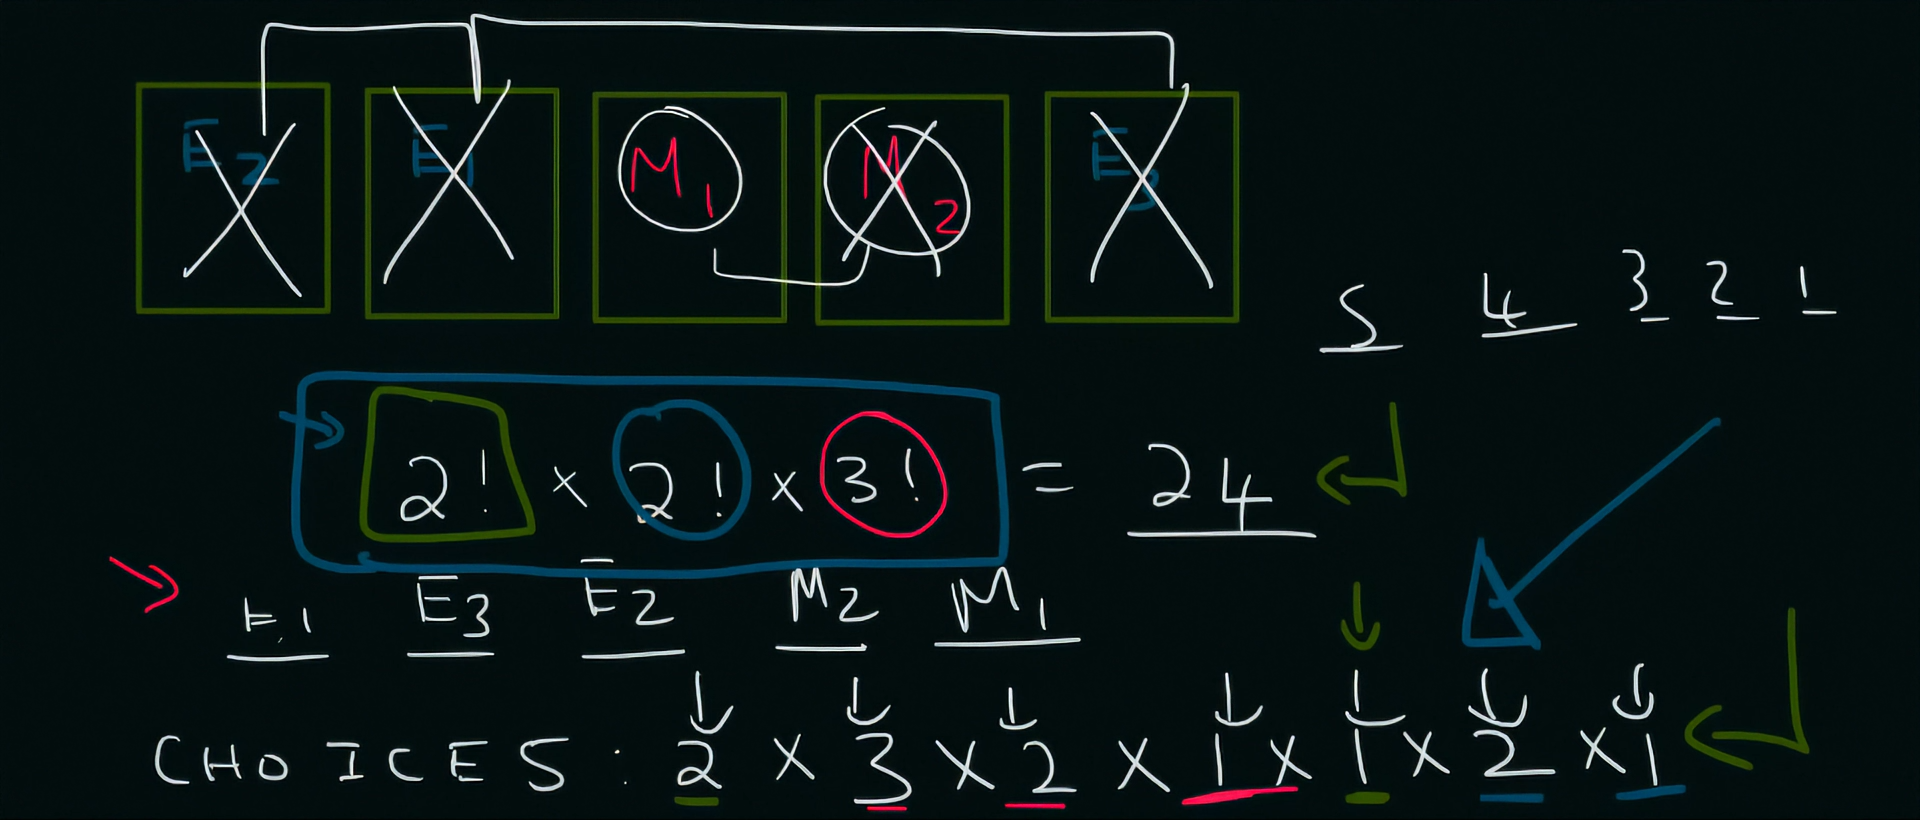 E2 E1 M1 M2 E3
5 4 3 2 1
2! × 2! × 3! = 24
E1 E3 E2 M2 M1
CHOICES: 2 × 3 × 2 × 1 × 1 × 2 × 1